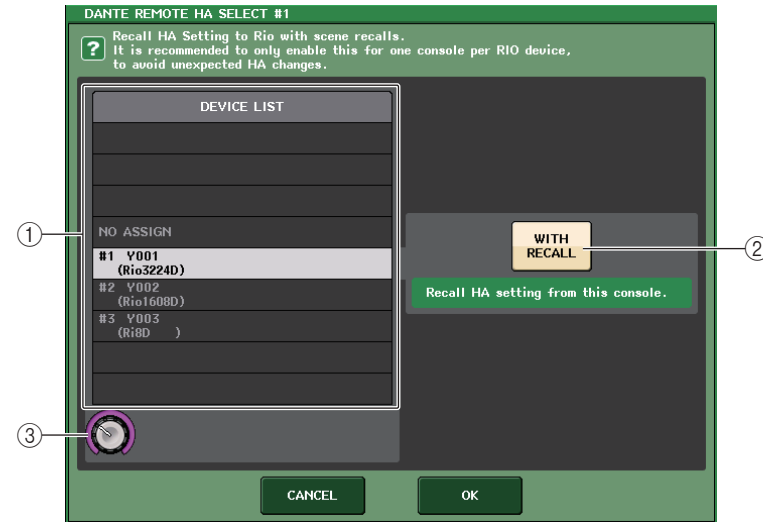 DANTE REMOTE HA SELECT #1
? Recall HA Setting to Rio with scene recalls.
It is recommended to only enable this for one console per RIO device,
to avoid unexpected HA changes.
DEVICE LIST
NO ASSIGN
#1 Y001
(Rio3224D)
#2 Y002
(Rio1608D)
#3 Y003
(Ri8D )
1
WITH
RECALL
2
Recall HA setting from this console.
3
CANCEL
OK